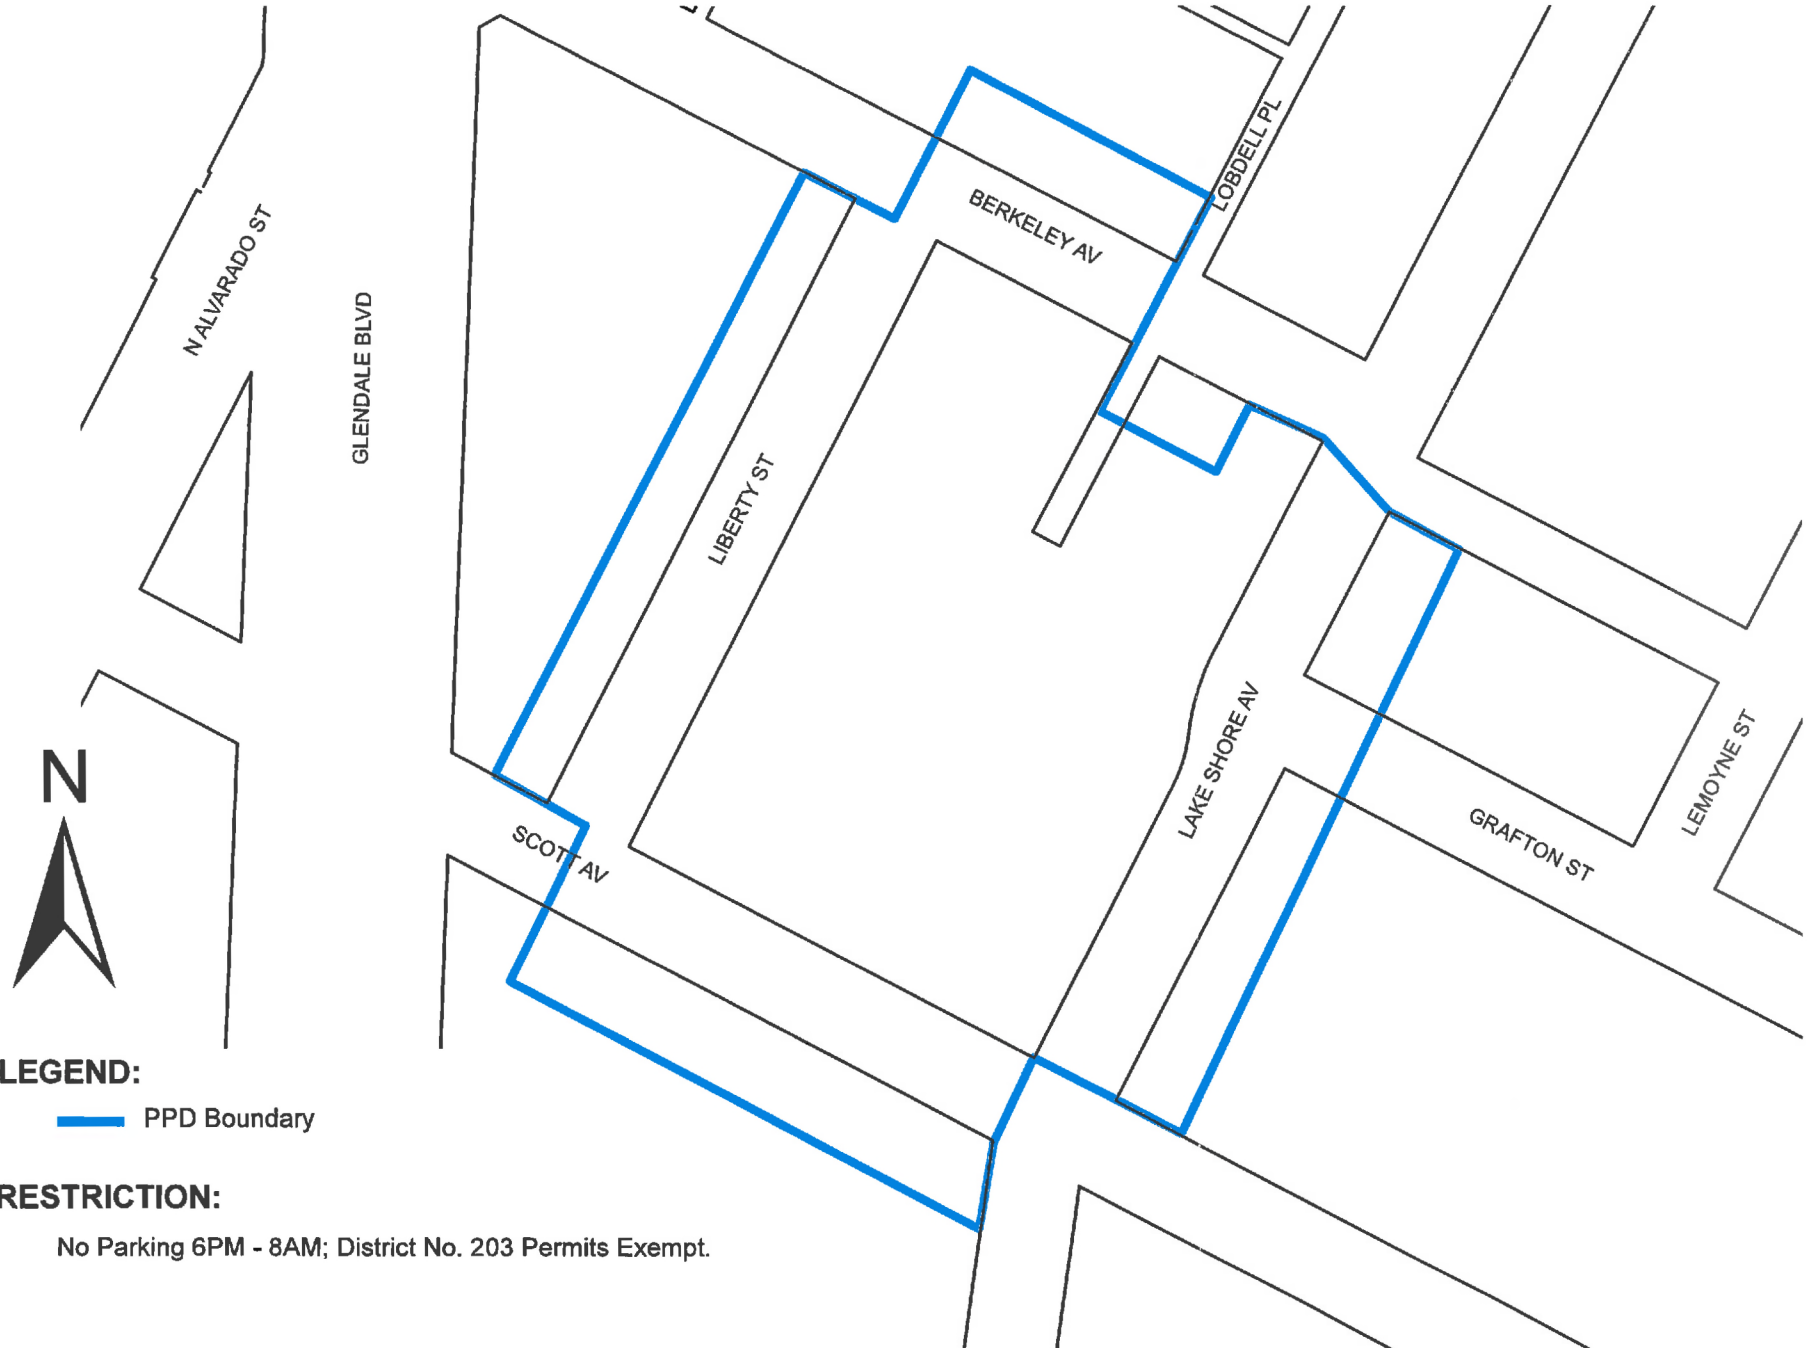 LOBDELL PL
BERKELEY AV
N ALVARADO ST
GLENDALE BLVD
LIBERTY ST
LAKE SHORE AV
LEMOYNE ST
GRAFTON ST
SCOTT AV
N
LEGEND:
PPD Boundary
RESTRICTION:
No Parking 6PM - 8AM; District No. 203 Permits Exempt.